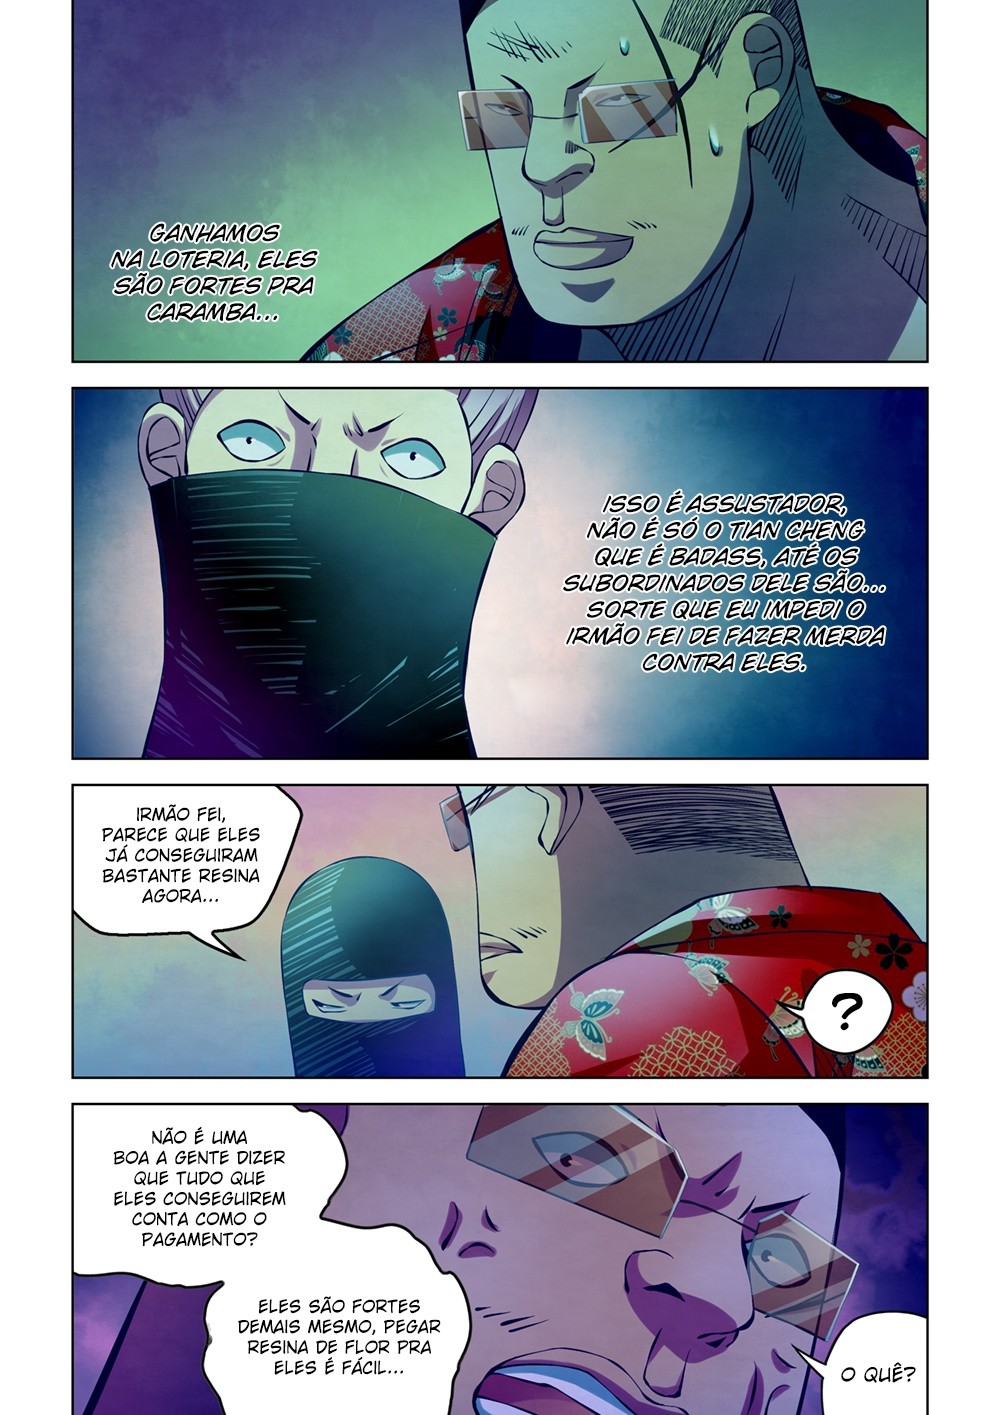 GANHAMOS
NA LOTERIA, ELES
SÃO FORTES PRA
CARAMBA...
ISSO É ASSUSTADOR,
NÃO É SÓ O TIAN CHENG
QUE É BADASS, ATÉ OS
SUBORDINADOS DELE SÃO...
SORTE QUE EU IMPEDI O
IRMÃO FEI DE FAZER MERDA
CONTRA ELES.
IRMÃO FEI,
PARECE QUE ELES
JÁ CONSEGUIRAM
BASTANTE RESINA
AGORA...
?
NÃO É UMA
BOA A GENTE DIZER
QUE TUDO QUE
ELES CONSEGUIREM
CONTA COMO O
PAGAMENTO?
ELES SÃO FORTES
DEMAIS MESMO, PEGAR
RESINA DE FLOR PRA
ELES É FÁCIL...
O QUÊ?